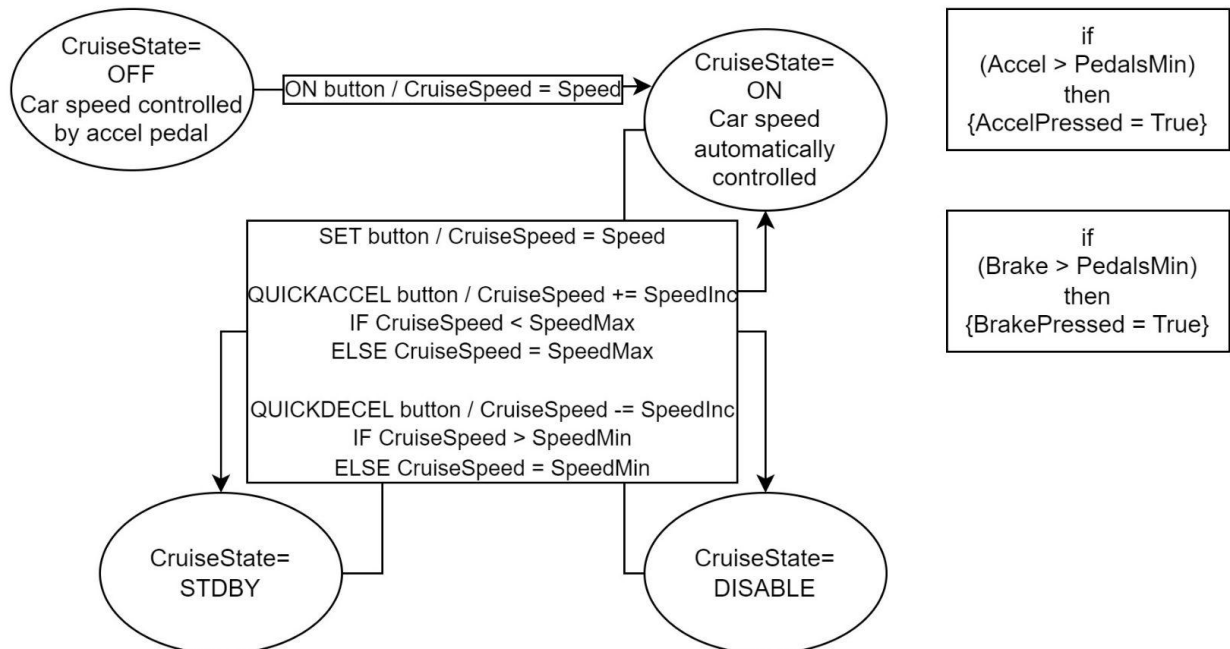 CruiseState=
OFF
Car speed controlled
by accel pedal
ON button / CruiseSpeed = Speed
CruiseState=
ON
Car speed
automatically
controlled
if
(Accel > PedalsMin)
then
{AccelPressed = True}
SET button / CruiseSpeed = Speed
QUICKACCEL button / CruiseSpeed += SpeedInc
IF CruiseSpeed < SpeedMax
ELSE CruiseSpeed = SpeedMax
QUICKDECEL button / CruiseSpeed -= SpeedInc
IF CruiseSpeed > SpeedMin
ELSE CruiseSpeed = SpeedMin
if
(Brake > PedalsMin)
then
{BrakePressed = True}
CruiseState=
STDBY
CruiseState=
DISABLE